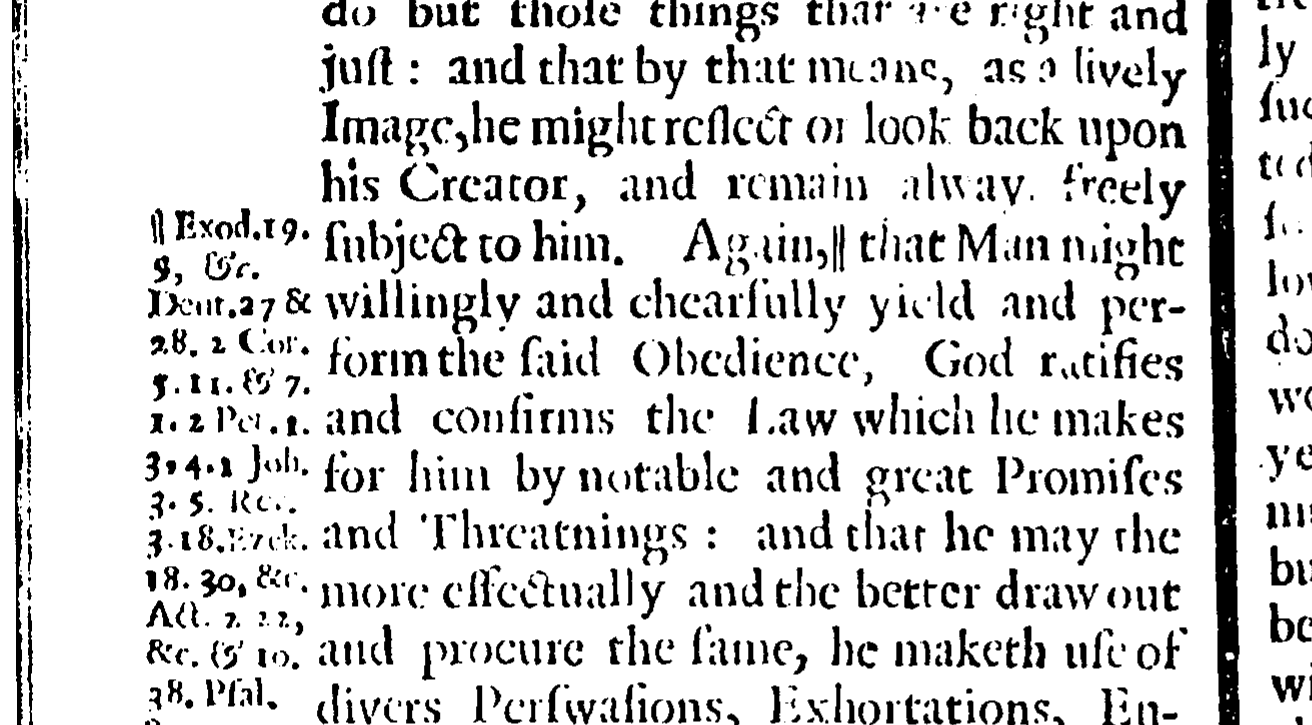 do but thoſe things that are right and
juſt : and that by that means, as a lively
Image, he might reflect or look back upon
his Creator, and remain alway. freely
ſubject to him. Again,‖ that Man might
willingly and chearfully yield and per-
form the ſaid Obedience, God ratifies
and confirms the Law which he makes
for him by notable and great Promiſes
and Threatnings : and that he may the
more effectually and the better draw out
and procure the ſame, he maketh uſe of
divers Perſwaſions, Exhortations, En-
‖ Exod.19.
9, &c.
Deut.27 &
28. 2 Cor.
5.11. & 7.
1. 2 Pet.1.
3,4.1 Joh.
3. 5. Rev.
3.18.Ezek.
18. 30, &c.
Act. 2. 22,
&c. & 10.
38. Pſal.
ly
ſuc
ted
lov
do
wo
ye
bu
be
wi